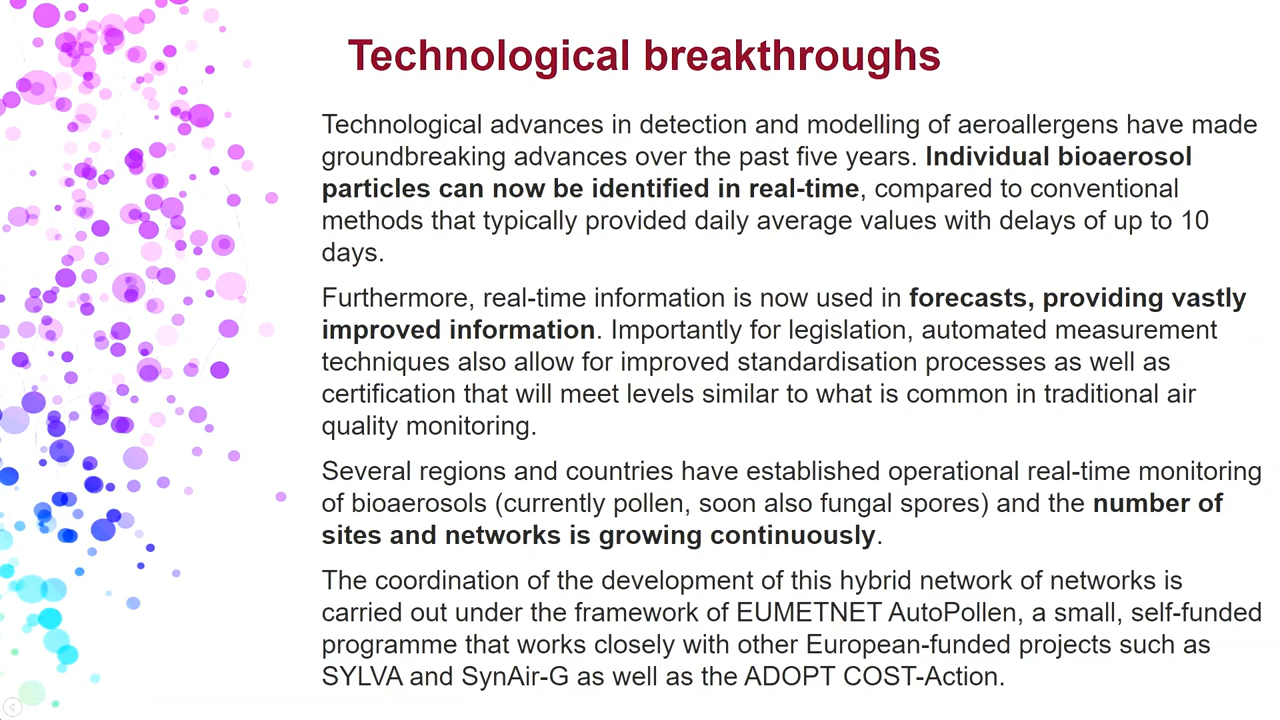 Technological breakthroughs
Technological advances in detection and modelling of aeroallergens have made
groundbreaking advances over the past five years. Individual bioaerosol
particles can now be identified in real-time, compared to conventional
methods that typically provided daily average values with delays of up to 10
days.
Furthermore, real-time information is now used in forecasts, providing vastly
improved information. Importantly for legislation, automated measurement
techniques also allow for improved standardisation processes as well as
certification that will meet levels similar to what is common in traditional air
quality monitoring.
Several regions and countries have established operational real-time monitoring
of bioaerosols (currently pollen, soon also fungal spores) and the number of
sites and networks is growing continuously.
The coordination of the development of this hybrid network of networks is
carried out under the framework of EUMETNET AutoPollen, a small, self-funded
programme that works closely with other European-funded projects such as
SYLVA and SynAir-G as well as the ADOPT COST-Action.